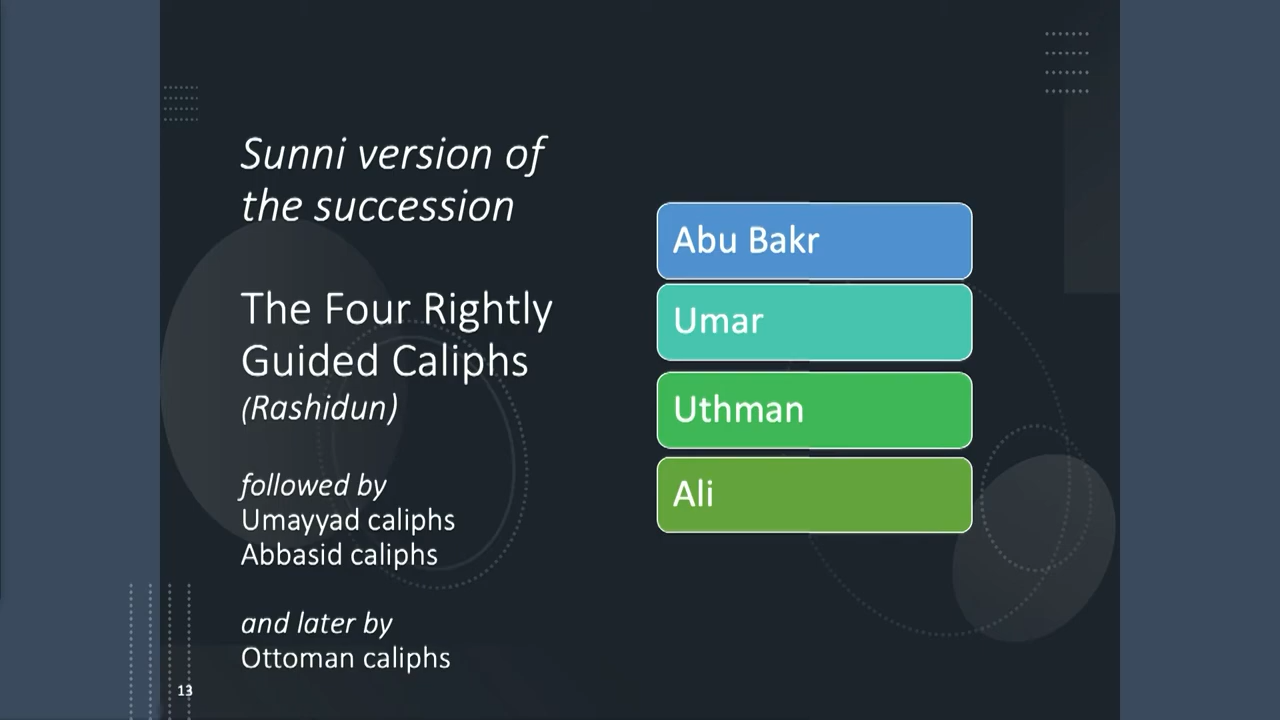 Sunni version of
the succession
The Four Rightly
Guided Caliphs
(Rashidun)
followed by
Umayyad caliphs
Abbasid caliphs
and later by
Ottoman caliphs
Abu Bakr
Umar
Uthman
Ali
13